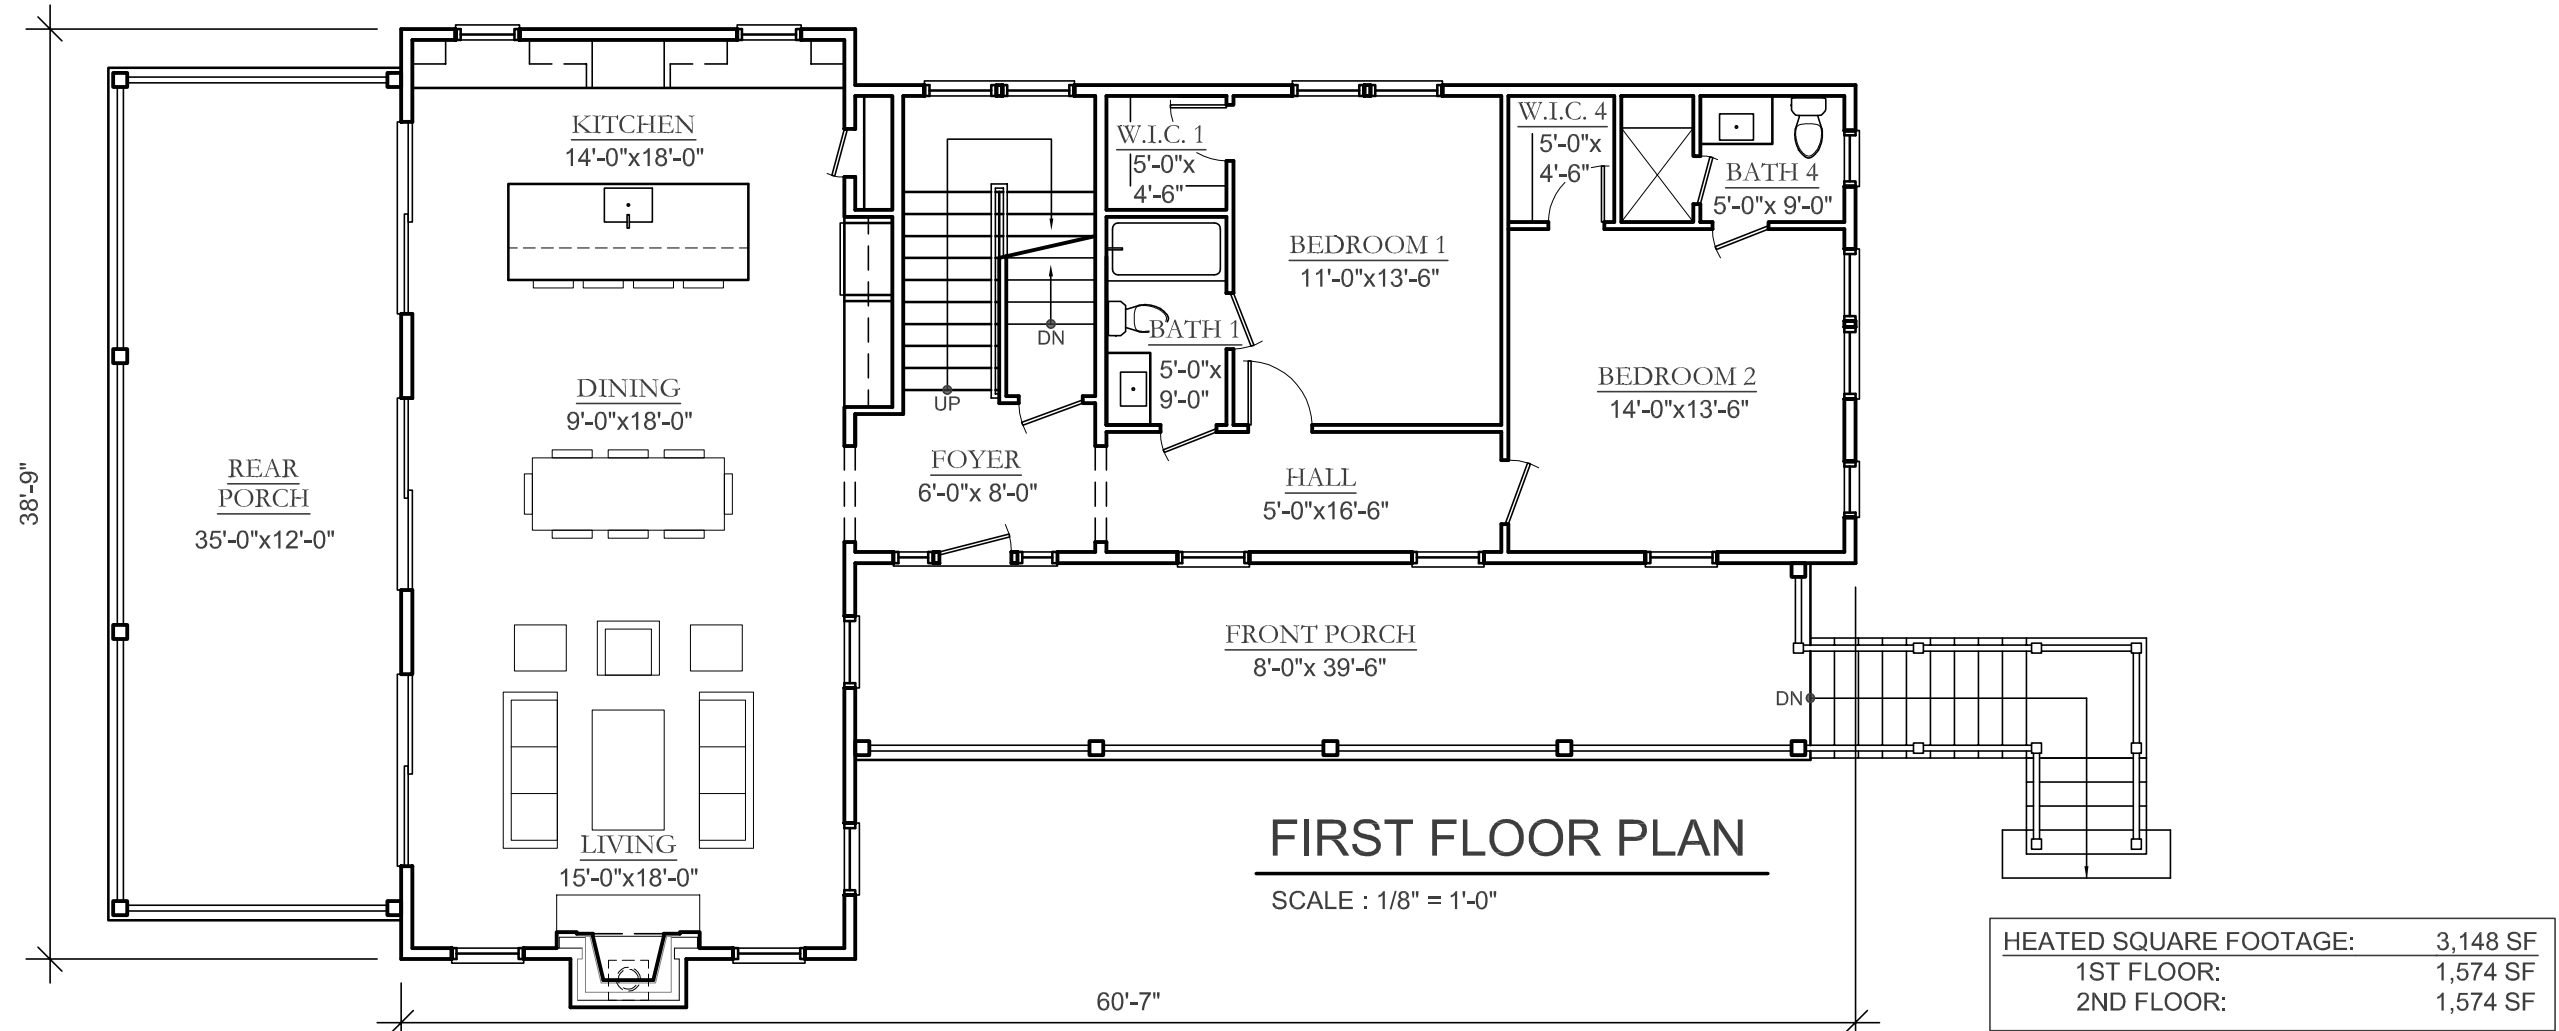 KITCHEN
14'-0"x18'-0"
W.I.C. 1
5'-0"x
4'-6"
W.I.C. 4
5'-0"x
4'-6"
BATH 4
5'-0"x 9'-0"
BEDROOM 1
11'-0"x13'-6"
DN
BATH 1
5'-0"x
9'-0"
UP
DINING
9'-0"x18'-0"
BEDROOM 2
14'-0"x13'-6"
38'-9"
REAR
PORCH
35'-0"x12'-0"
FOYER
6'-0"x 8'-0"
HALL
5'-0"x16'-6"
FRONT PORCH
8'-0"x 39'-6"
DN
LIVING
15'-0"x18'-0"
FIRST FLOOR PLAN
SCALE : 1/8" = 1'-0"
60'-7"
HEATED SQUARE FOOTAGE: 3,148 SF
1ST FLOOR: 1,574 SF
2ND FLOOR: 1,574 SF